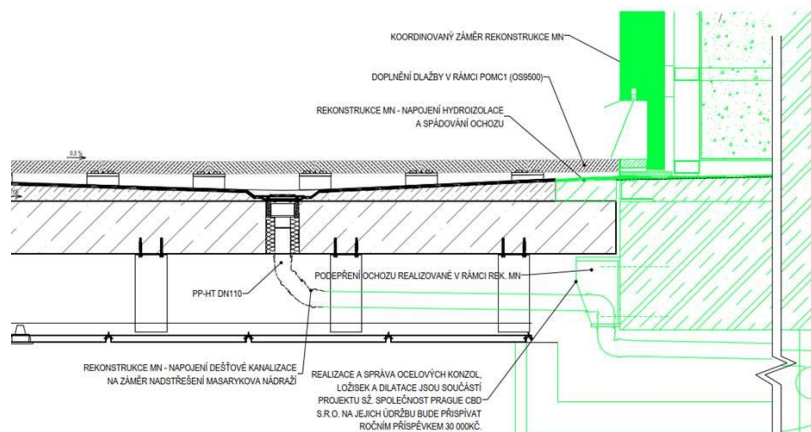 KOORDINOVANÝ ZÁMĚR REKONSTRUKCE MN
DOPLNĚNÍ DLAŽBY V RÁMCI POMC1 (OS9500)
REKONSTRUKCE MN - NAPOJENÍ HYDROIZOLACE
A SPÁDOVÁNÍ OCHOZU
0,5 %
PODEPŘENÍ OCHOZU REALIZOVANÉ V RÁMCI REK. MN
PP-HT DN110
REKONSTRUKCE MN - NAPOJENÍ DEŠŤOVÉ KANALIZACE
NA ZÁMĚR NADSTŘEŠENÍ MASARYKOVA NÁDRAŽÍ
REALIZACE A SPRÁVA OCELOVÝCH KONZOL,
LOŽISEK A DILATACE JSOU SOUČÁSTÍ
PROJEKTU SŽ. SPOLEČNOST PRAGUE CBD
S.R.O. NA JEJICH ÚDRŽBU BUDE PŘISPÍVAT
ROČNÍM PŘÍSPĚVKEM 30 000KČ.